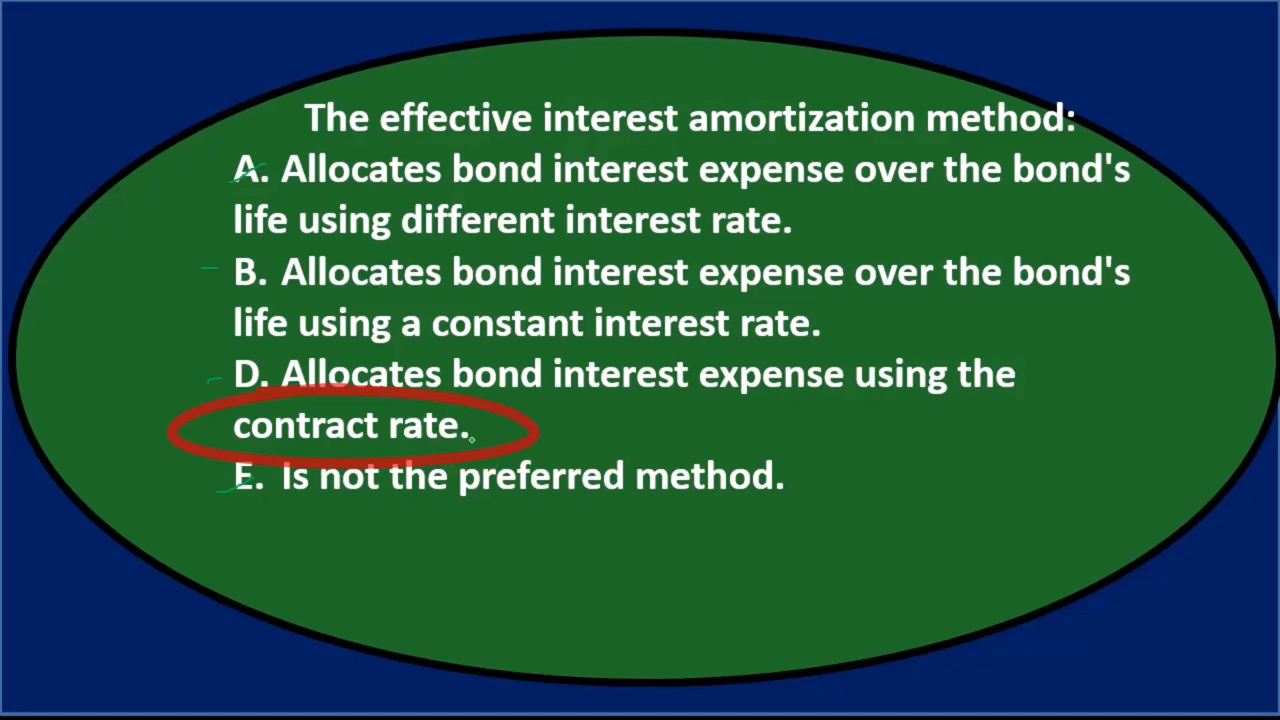 The effective interest amortization method:
A. Allocates bond interest expense over the bond's
life using different interest rate.
B. Allocates bond interest expense over the bond's
life using a constant interest rate.
D. Allocates bond interest expense using the
contract rate.
E. Is not the preferred method.